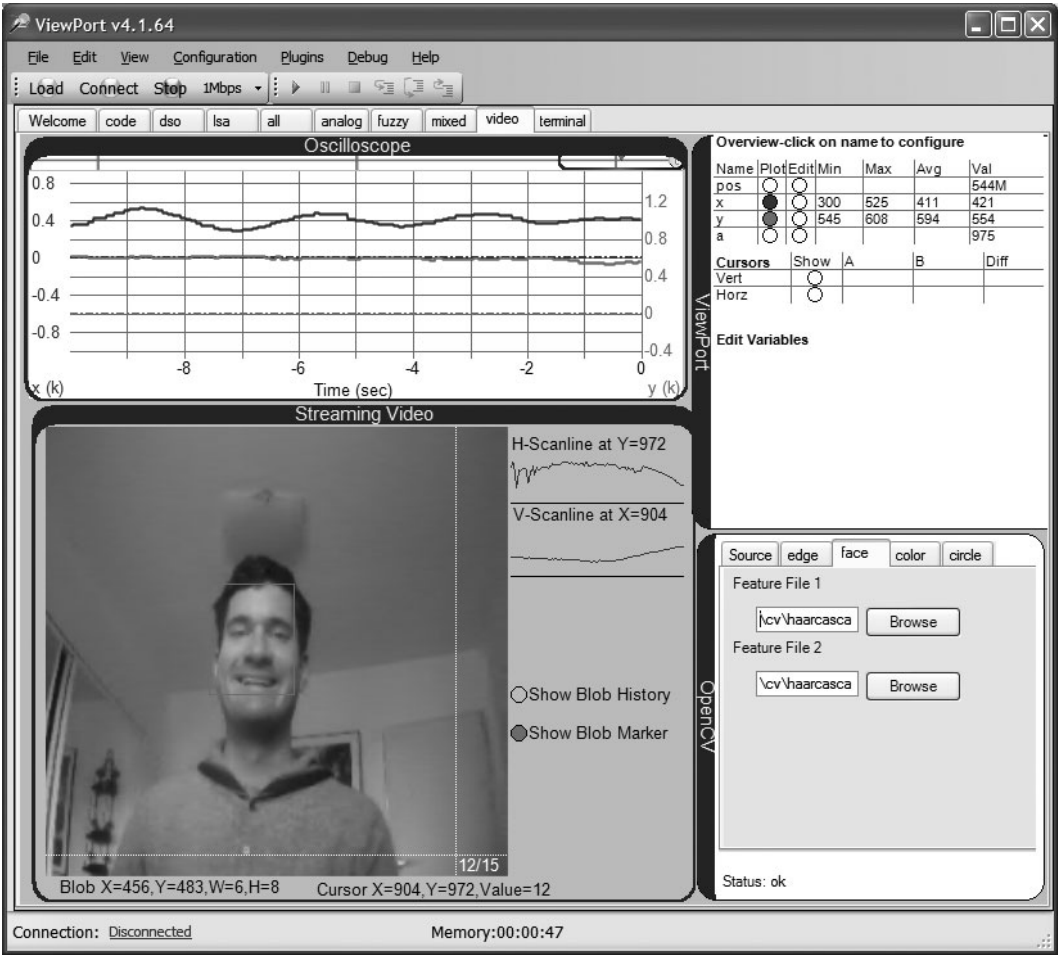 ViewPort v4.1.64
File Edit View Configuration Plugins Debug Help
Load Connect Stop 1Mbps
Welcome code dso lsa all analog fuzzy mixed video terminal
Oscilloscope
0.8
0.4
0
-0.4
-0.8
1.2
0.8
0.4
0
-0.4
-8 -6 -4 -2 0
x (k) Time (sec) y (k)
ViewPort
Overview-click on name to configure
Name Plot Edit Min Max Avg Val
pos 544M
x 300 525 411 421
y 545 608 594 554
a 975
Cursors Show A B Diff
Vert
Horz
Edit Variables
Streaming Video
H-Scanline at Y=972
V-Scanline at X=904
Show Blob History
Show Blob Marker
12/15
Blob X=456,Y=483,W=6,H=8 Cursor X=904,Y=972,Value=12
OpenCV
Source edge face color circle
Feature File 1
\cv\haarcasca Browse
Feature File 2
\cv\haarcasca Browse
Status: ok
Connection: Disconnected Memory:00:00:47